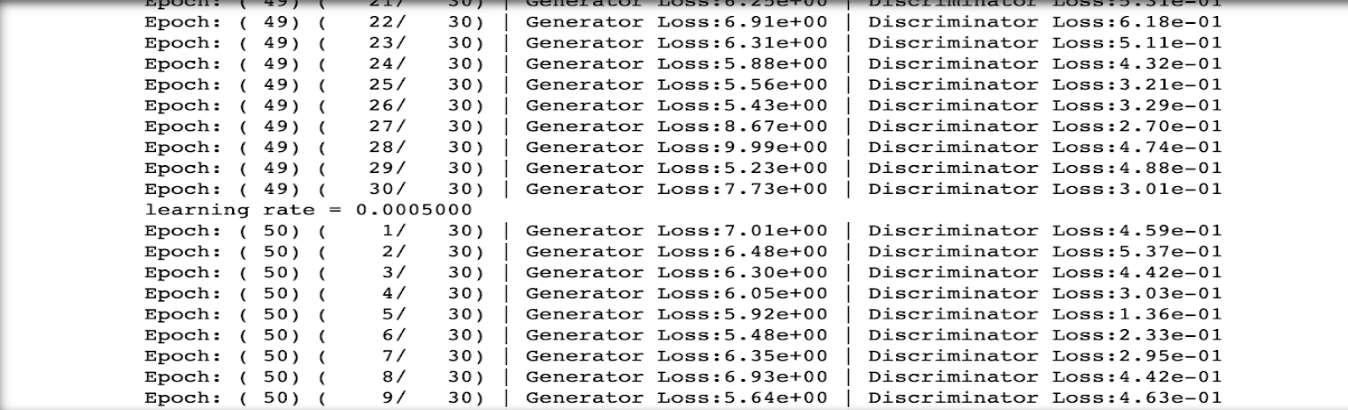 Epoch: ( 49) ( 21/ 30) | Generator Loss:6.25e+00 | Discriminator Loss:5.31e-01
Epoch: ( 49) ( 22/ 30) | Generator Loss:6.91e+00 | Discriminator Loss:6.18e-01
Epoch: ( 49) ( 23/ 30) | Generator Loss:6.31e+00 | Discriminator Loss:5.11e-01
Epoch: ( 49) ( 24/ 30) | Generator Loss:5.88e+00 | Discriminator Loss:4.32e-01
Epoch: ( 49) ( 25/ 30) | Generator Loss:5.56e+00 | Discriminator Loss:3.21e-01
Epoch: ( 49) ( 26/ 30) | Generator Loss:5.43e+00 | Discriminator Loss:3.29e-01
Epoch: ( 49) ( 27/ 30) | Generator Loss:8.67e+00 | Discriminator Loss:2.70e-01
Epoch: ( 49) ( 28/ 30) | Generator Loss:9.99e+00 | Discriminator Loss:4.74e-01
Epoch: ( 49) ( 29/ 30) | Generator Loss:5.23e+00 | Discriminator Loss:4.88e-01
Epoch: ( 49) ( 30/ 30) | Generator Loss:7.73e+00 | Discriminator Loss:3.01e-01
learning rate = 0.0005000
Epoch: ( 50) ( 1/ 30) | Generator Loss:7.01e+00 | Discriminator Loss:4.59e-01
Epoch: ( 50) ( 2/ 30) | Generator Loss:6.48e+00 | Discriminator Loss:5.37e-01
Epoch: ( 50) ( 3/ 30) | Generator Loss:6.30e+00 | Discriminator Loss:4.42e-01
Epoch: ( 50) ( 4/ 30) | Generator Loss:6.05e+00 | Discriminator Loss:3.03e-01
Epoch: ( 50) ( 5/ 30) | Generator Loss:5.92e+00 | Discriminator Loss:1.36e-01
Epoch: ( 50) ( 6/ 30) | Generator Loss:5.48e+00 | Discriminator Loss:2.33e-01
Epoch: ( 50) ( 7/ 30) | Generator Loss:6.35e+00 | Discriminator Loss:2.95e-01
Epoch: ( 50) ( 8/ 30) | Generator Loss:6.93e+00 | Discriminator Loss:4.42e-01
Epoch: ( 50) ( 9/ 30) | Generator Loss:5.64e+00 | Discriminator Loss:4.63e-01